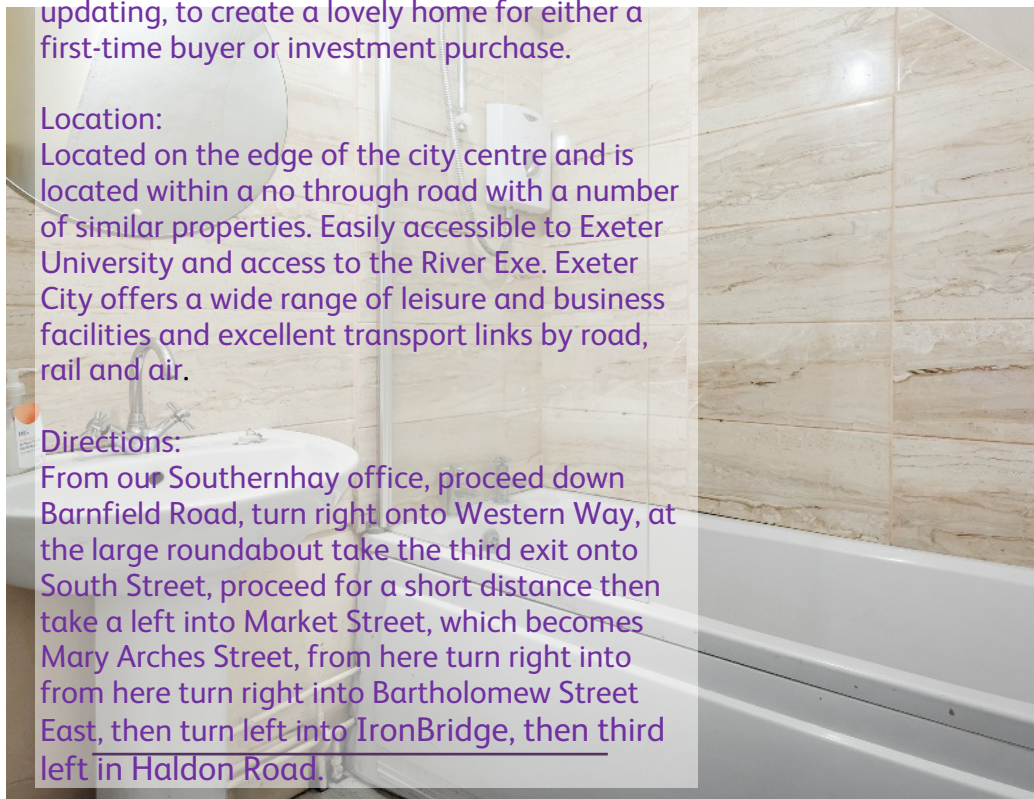 updating, to create a lovely home for either a
first-time buyer or investment purchase.
Location:
Located on the edge of the city centre and is
located within a no through road with a number
of similar properties. Easily accessible to Exeter
University and access to the River Exe. Exeter
City offers a wide range of leisure and business
facilities and excellent transport links by road,
rail and air.
Directions:
From our Southernhay office, proceed down
Barnfield Road, turn right onto Western Way, at
the large roundabout take the third exit onto
South Street, proceed for a short distance then
take a left into Market Street, which becomes
Mary Arches Street, from here turn right into
from here turn right into Bartholomew Street
East, then turn left into IronBridge, then third
left in Haldon Road.